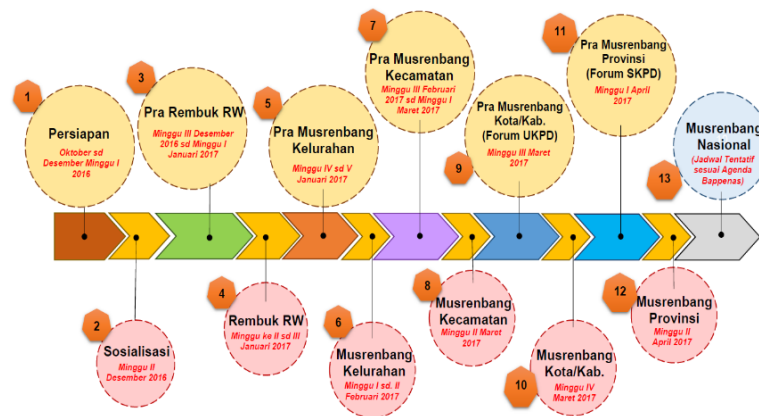 1
Persiapan
Oktober sd
Desember Minggu I
2016
2
Sosialisasi
Minggu II
Desember 2016
3
Pra Rembuk RW
Minggu III Desember
2016 sd Minggu I
Januari 2017
4
Rembuk RW
Minggu ke II sd III
Januari 2017
5
Pra Musrenbang
Kelurahan
Minggu IV sd V
Januari 2017
6
Musrenbang
Kelurahan
Minggu I sd. II
Februari 2017
7
Pra Musrenbang
Kecamatan
Minggu III Februari
2017 sd Minggu I
Maret 2017
8
Musrenbang
Kecamatan
Minggu II Maret
2017
9
Pra Musrenbang
Kota/Kab.
(Forum UKPD)
Minggu III Maret
2017
10
Musrenbang
Kota/Kab.
Minggu IV
Maret 2017
11
Pra Musrenbang
Provinsi
(Forum SKPD)
Minggu I April
2017
12
Musrenbang
Provinsi
Minggu II
April 2017
13
Musrenbang
Nasional
(Jadwal Tentatif
sesuai Agenda
Bappenas)